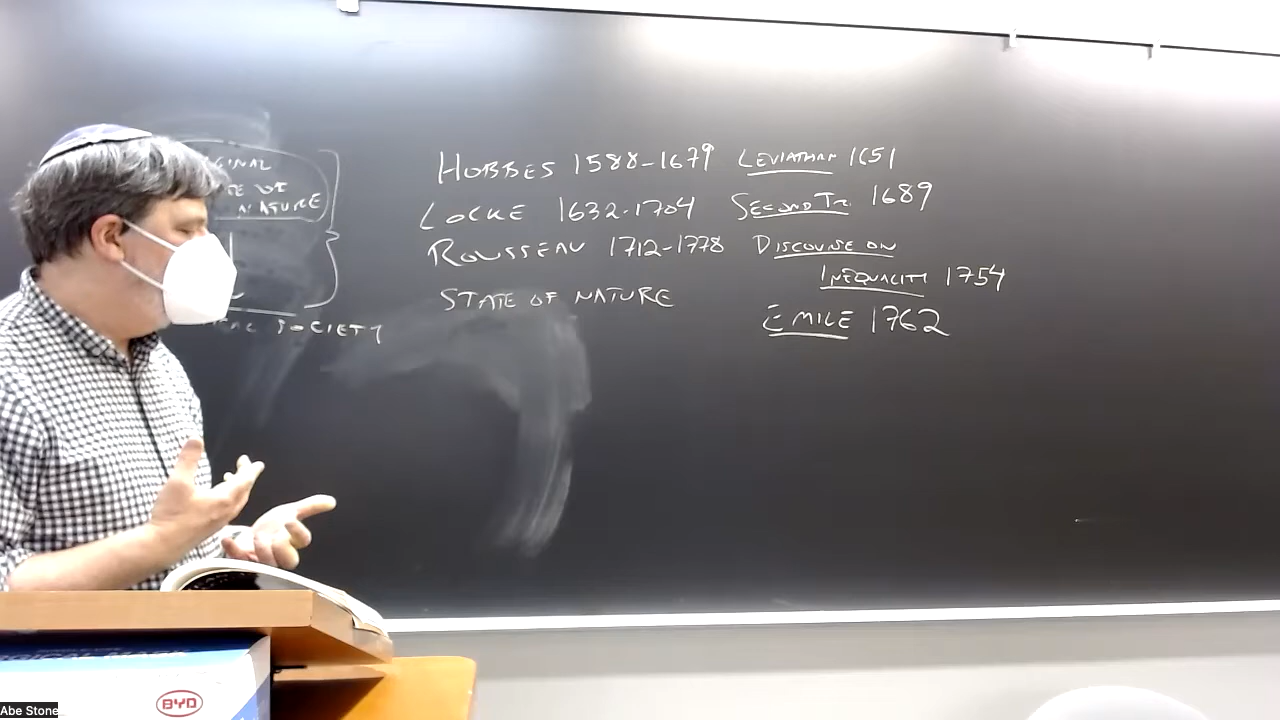 NATURE
SOCIETY
HOBBES 1588-1679 LEVIATHAN 1651
LOCKE 1632-1704 SECOND TR. 1689
ROUSSEAU 1712-1778 DISCOURSE ON
INEQUALITY 1754
STATE OF NATURE
EMILE 1762
BYD
Abe Stone